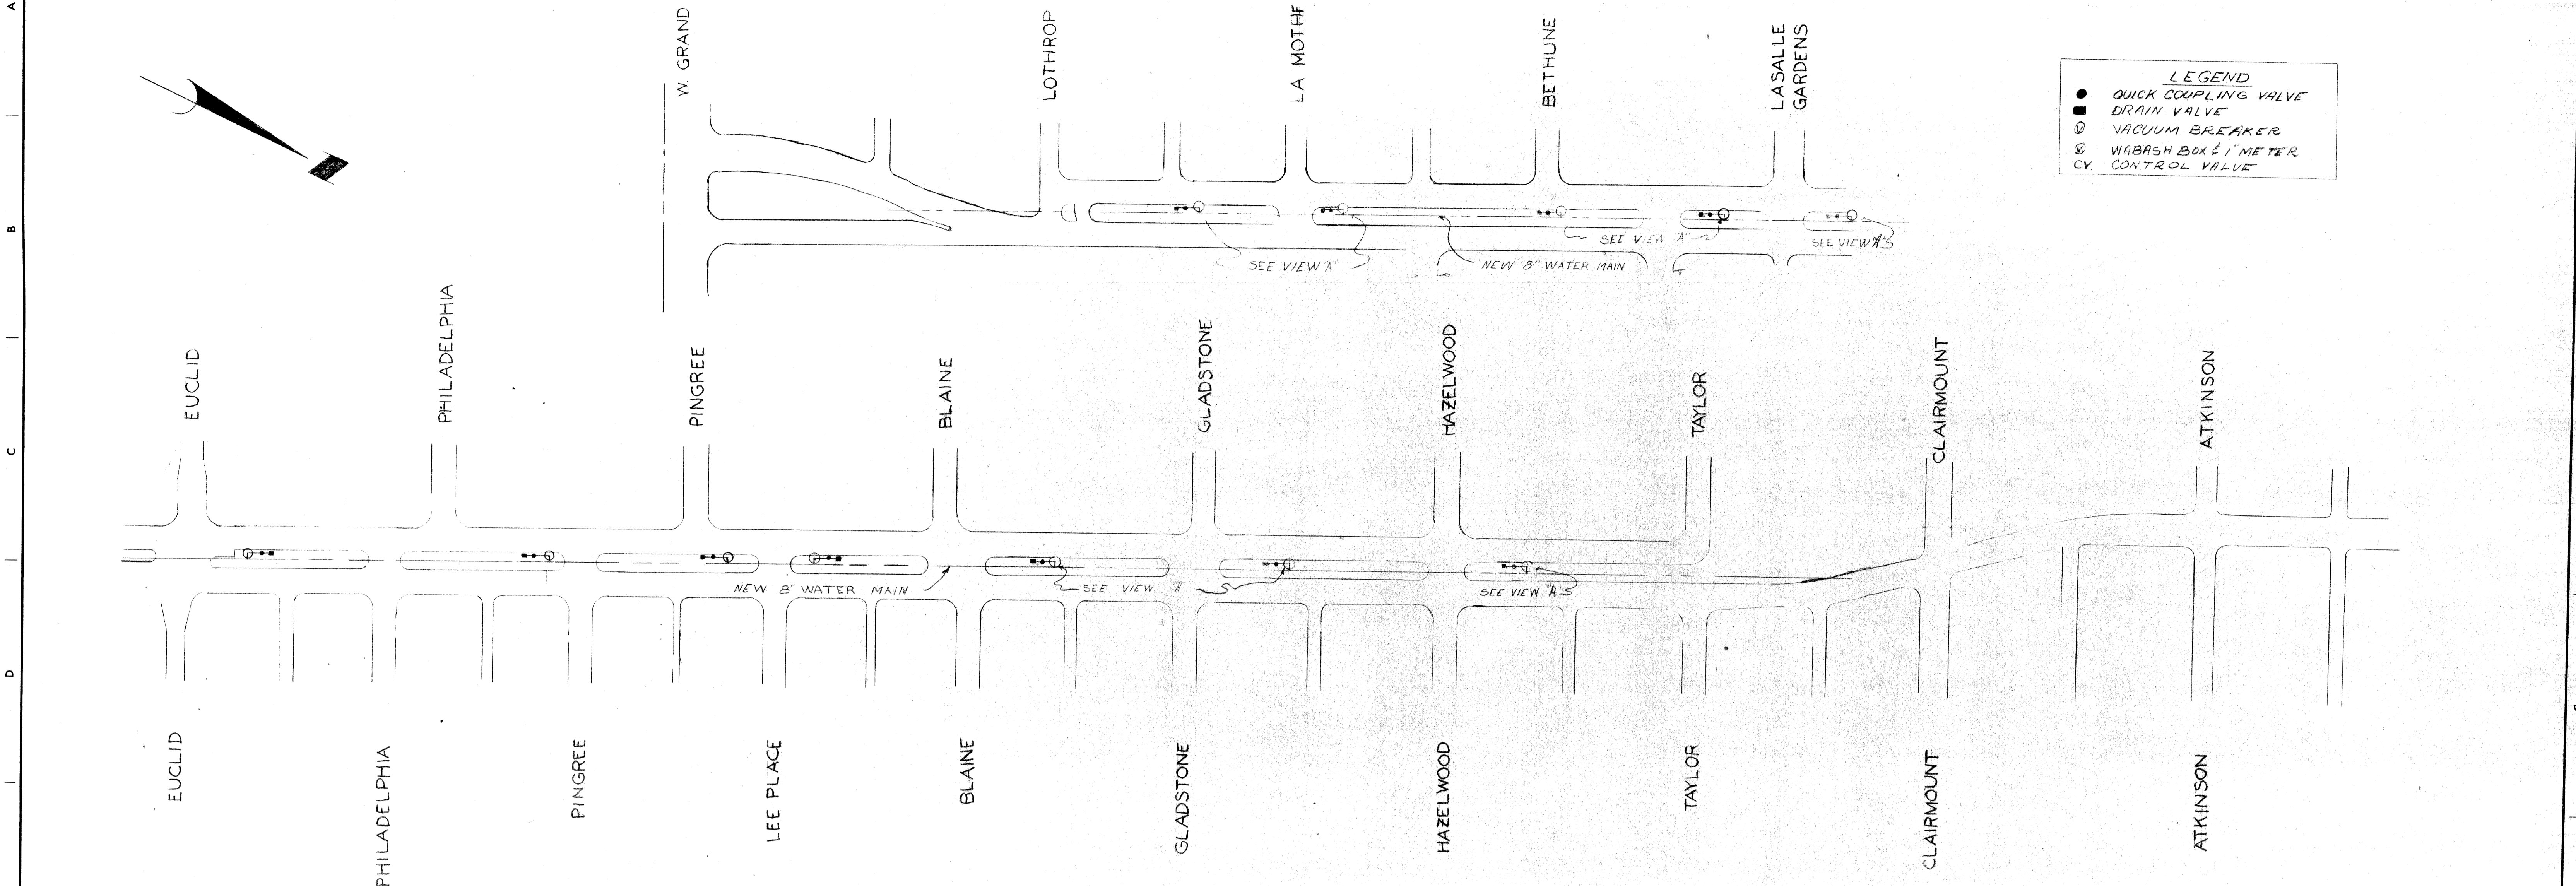 A
B
C
D
W. GRAND
LOTHROP
LA MOTHE
BETHUNE
LASALLE
GARDENS
LEGEND
QUICK COUPLING VALVE
DRAIN VALVE
VACUUM BREAKER
WABASH BOX & 1" METER
CV. CONTROL VALVE
SEE VIEW "A"
SEE VIEW "A"
SEE VIEW "A"
NEW 8" WATER MAIN
EUCLID
PHILADELPHIA
PINGREE
BLAINE
GLADSTONE
HAZELWOOD
TAYLOR
CLAIRMOUNT
ATKINSON
NEW 8" WATER MAIN
SEE VIEW "A"
SEE VIEW "A"
EUCLID
PHILADELPHIA
PINGREE
LEE PLACE
BLAINE
GLADSTONE
HAZELWOOD
TAYLOR
CLAIRMOUNT
ATKINSON